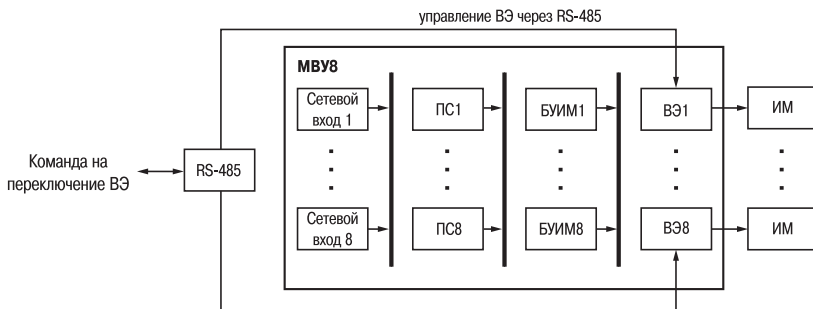 управление ВЭ через RS-485
МВУ8
Сетевой
вход 1
ПС1
БУИМ1
ВЭ1
ИМ
Команда на
переключение ВЭ
RS-485
Сетевой
вход 8
ПС8
БУИМ8
ВЭ8
ИМ